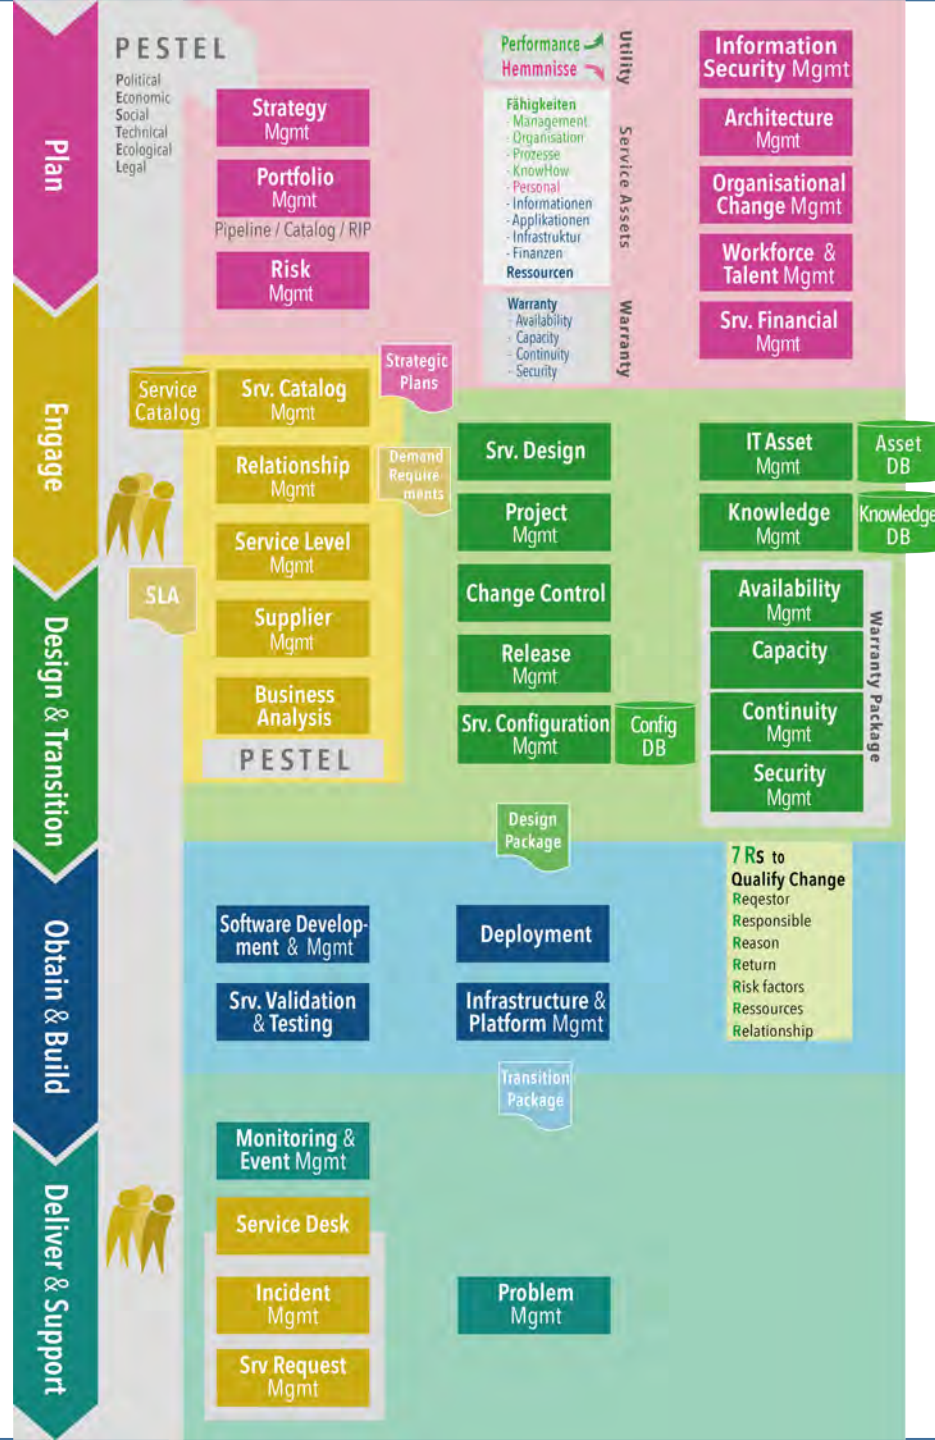 Plan
Engage
Design & Transition
Obtain & Build
Deliver & Support
PESTEL
Political
Economic
Social
Technical
Ecological
Legal
Strategy
Mgmt
Portfolio
Mgmt
Pipeline / Catalog / RIP
Risk
Mgmt
Performance
Hemmnisse
Utility
Fähigkeiten
- Management
- Organisation
- Prozesse
- KnowHow
- Personal
- Informationen
- Applikationen
- Infrastruktur
- Finanzen
Ressourcen
Service Assets
Warranty
- Availability
- Capacity
- Continuity
- Security
Warranty
Information
Security Mgmt
Architecture
Mgmt
Organisational
Change Mgmt
Workforce &
Talent Mgmt
Srv. Financial
Mgmt
Strategic
Plans
Service
Catalog
Srv. Catalog
Mgmt
Relationship
Mgmt
Demand
Require-
ments
Service Level
Mgmt
SLA
Supplier
Mgmt
Business
Analysis
PESTEL
Srv. Design
Project
Mgmt
Change Control
Release
Mgmt
Srv. Configuration
Mgmt
Config
DB
IT Asset
Mgmt
Asset
DB
Knowledge
Mgmt
Knowledge
DB
Availability
Mgmt
Capacity
Continuity
Mgmt
Security
Mgmt
Warranty Package
Design
Package
7 Rs to
Qualify Change
Reqestor
Responsible
Reason
Return
Risk factors
Ressources
Relationship
Software Develop-
ment & Mgmt
Deployment
Srv. Validation
& Testing
Infrastructure &
Platform Mgmt
Transition
Package
Monitoring &
Event Mgmt
Service Desk
Incident
Mgmt
Problem
Mgmt
Srv Request
Mgmt